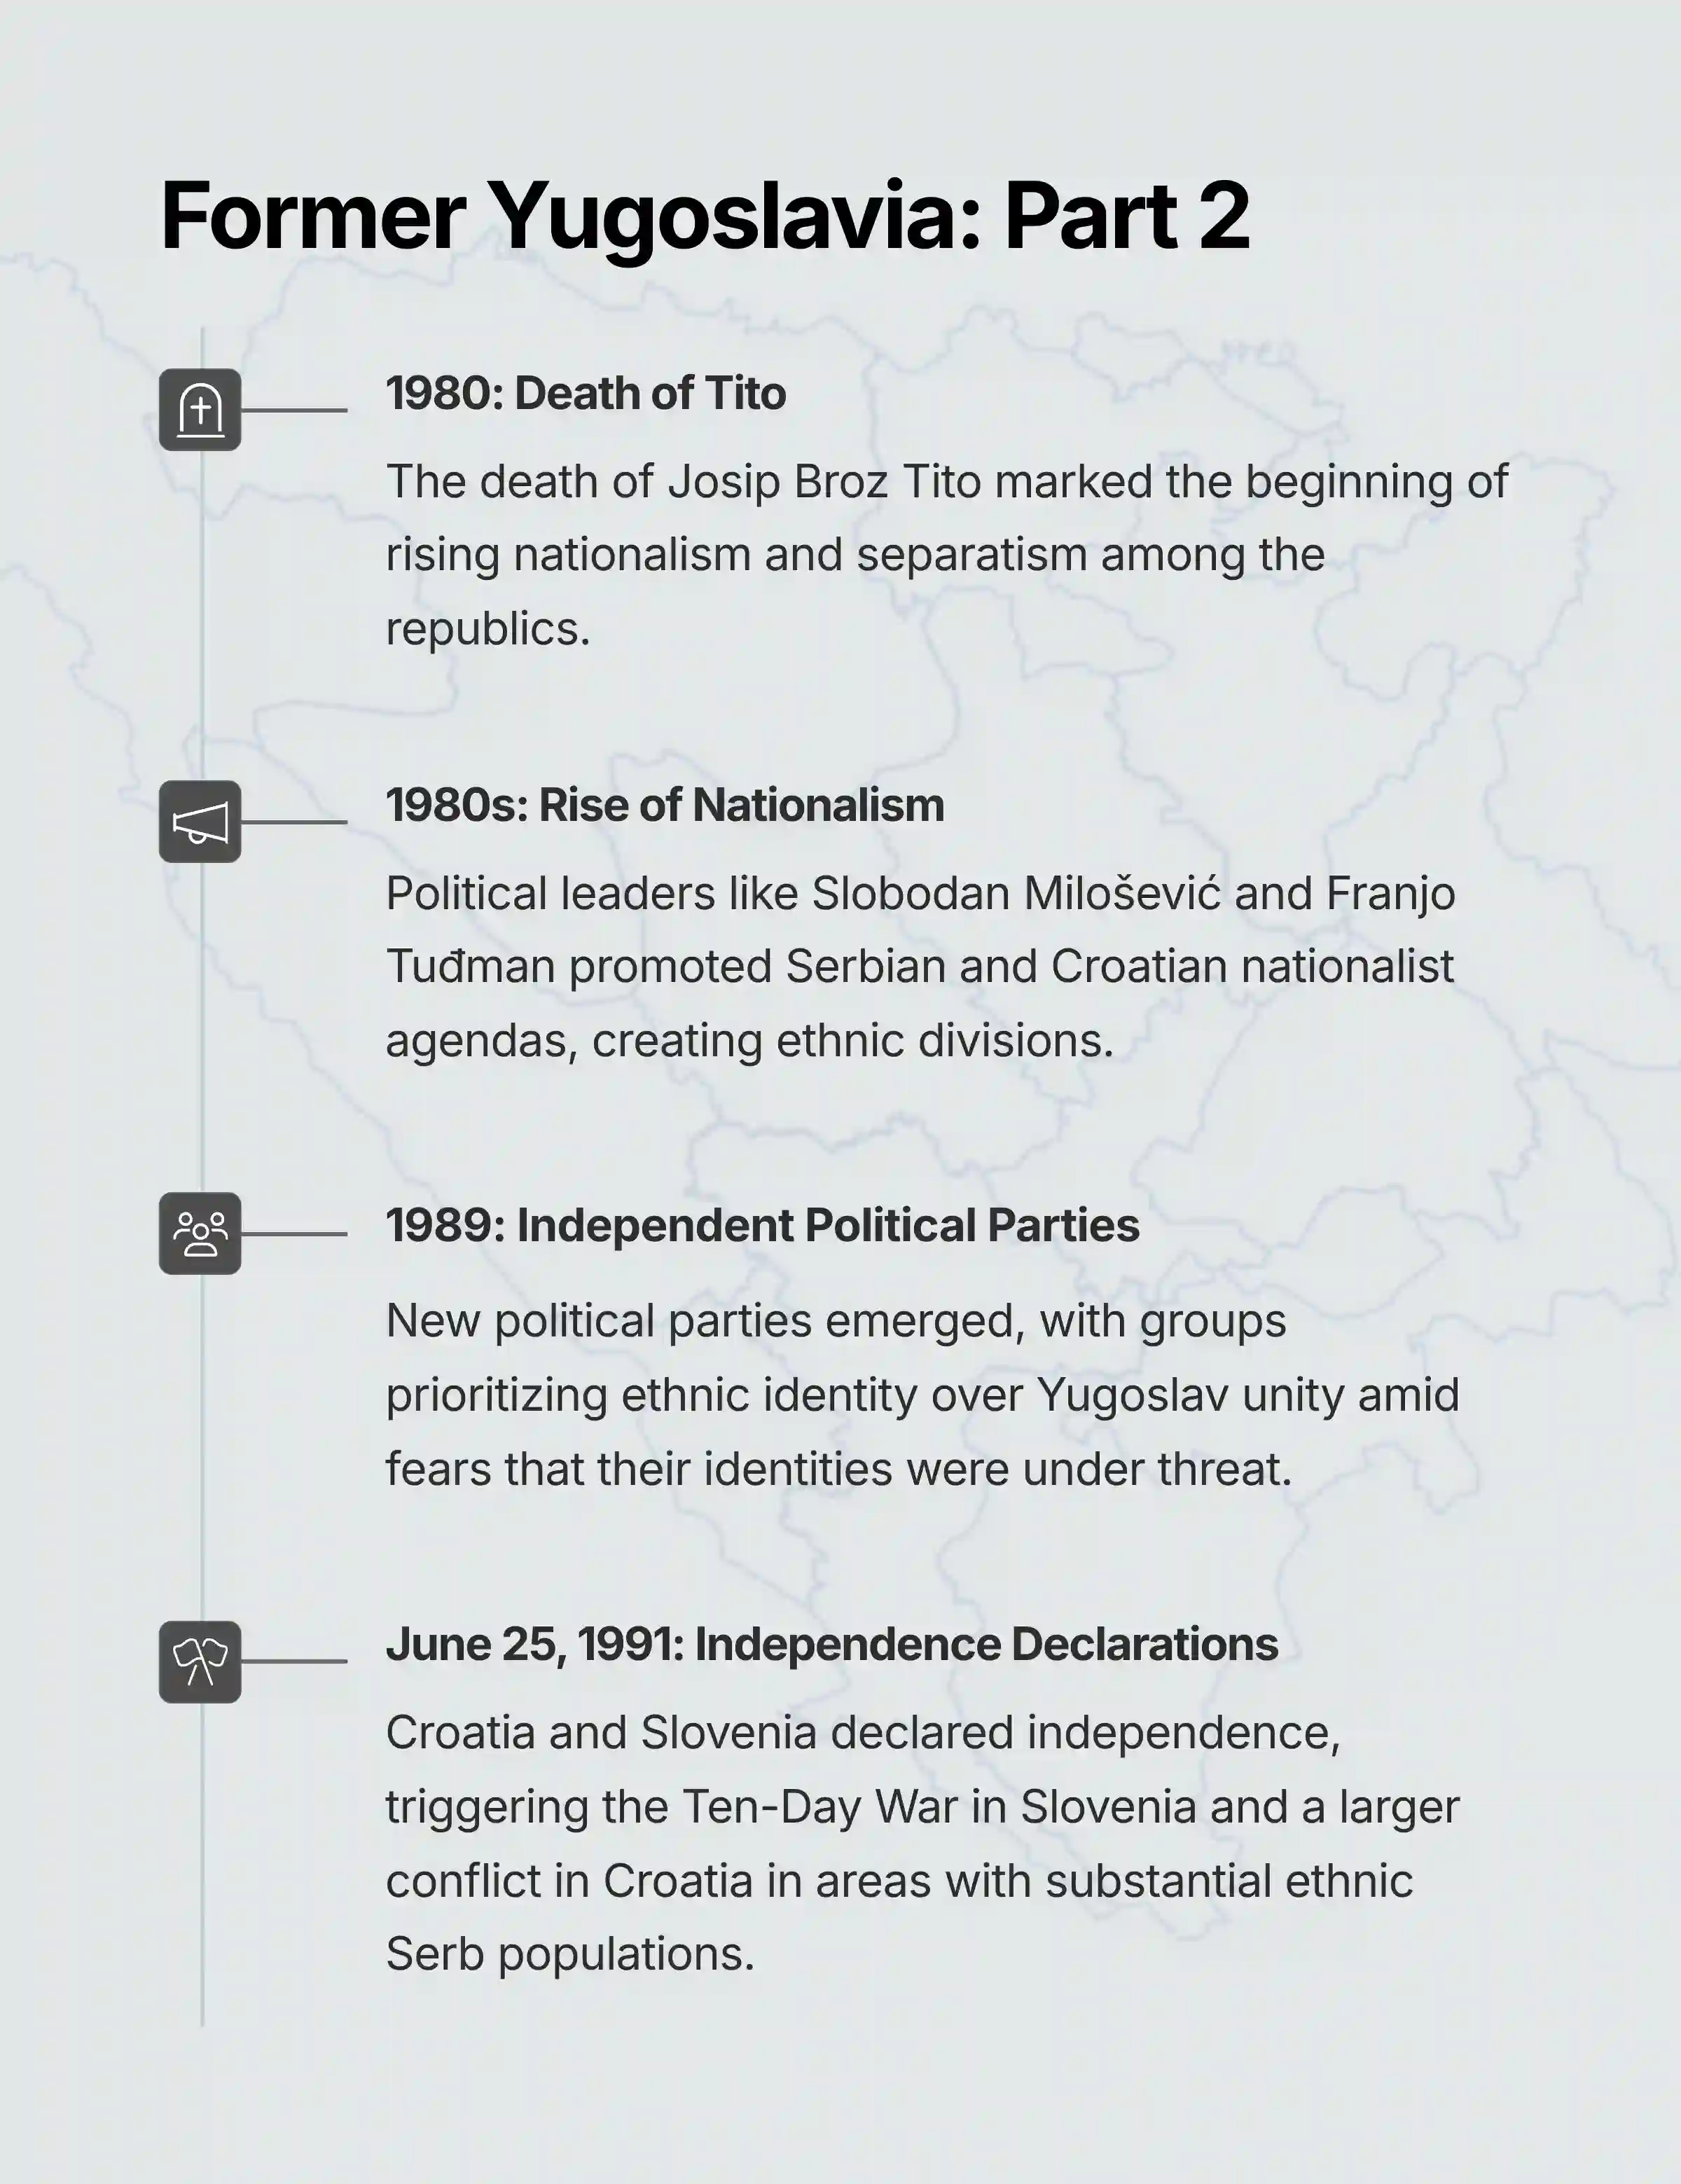 Former Yugoslavia: Part 2
1980: Death of Tito
The death of Josip Broz Tito marked the beginning of
rising nationalism and separatism among the
republics.
1980s: Rise of Nationalism
Political leaders like Slobodan Milošević and Franjo
Tuđman promoted Serbian and Croatian nationalist
agendas, creating ethnic divisions.
1989: Independent Political Parties
New political parties emerged, with groups
prioritizing ethnic identity over Yugoslav unity amid
fears that their identities were under threat.
June 25, 1991: Independence Declarations
Croatia and Slovenia declared independence,
triggering the Ten-Day War in Slovenia and a larger
conflict in Croatia in areas with substantial ethnic
Serb populations.